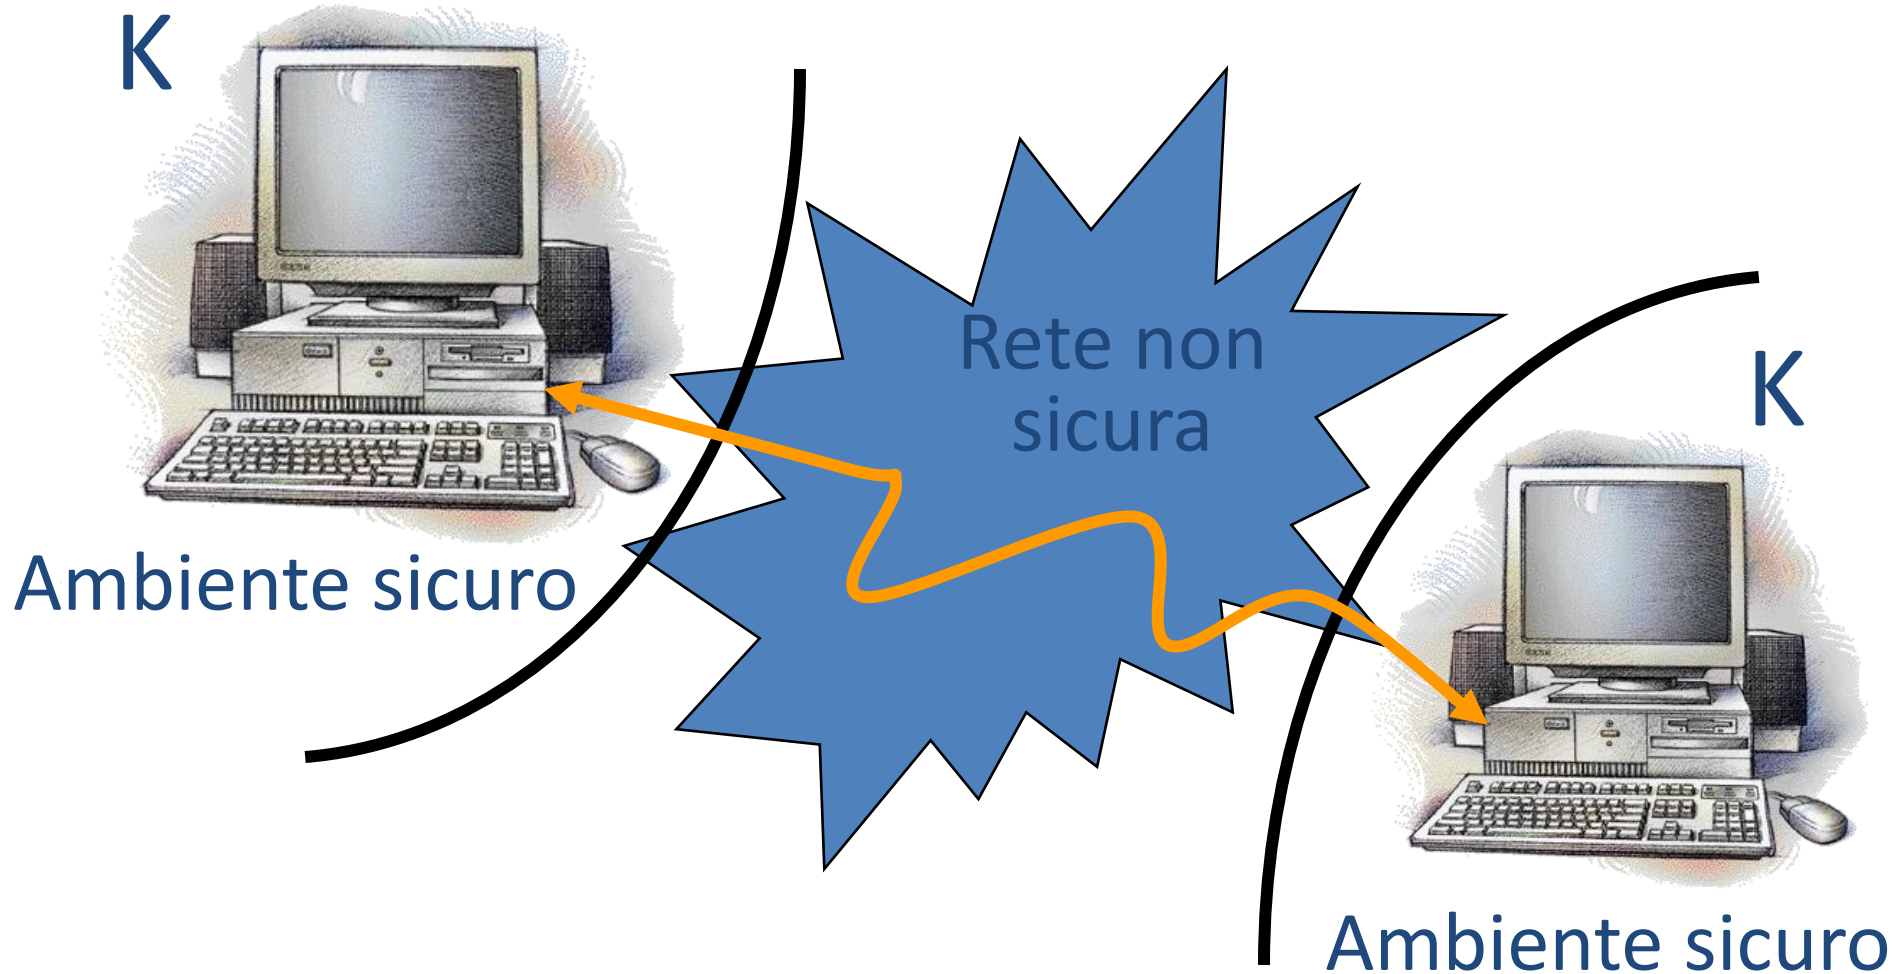 K
Rete non
sicura
K
Ambiente sicuro
Ambiente sicuro